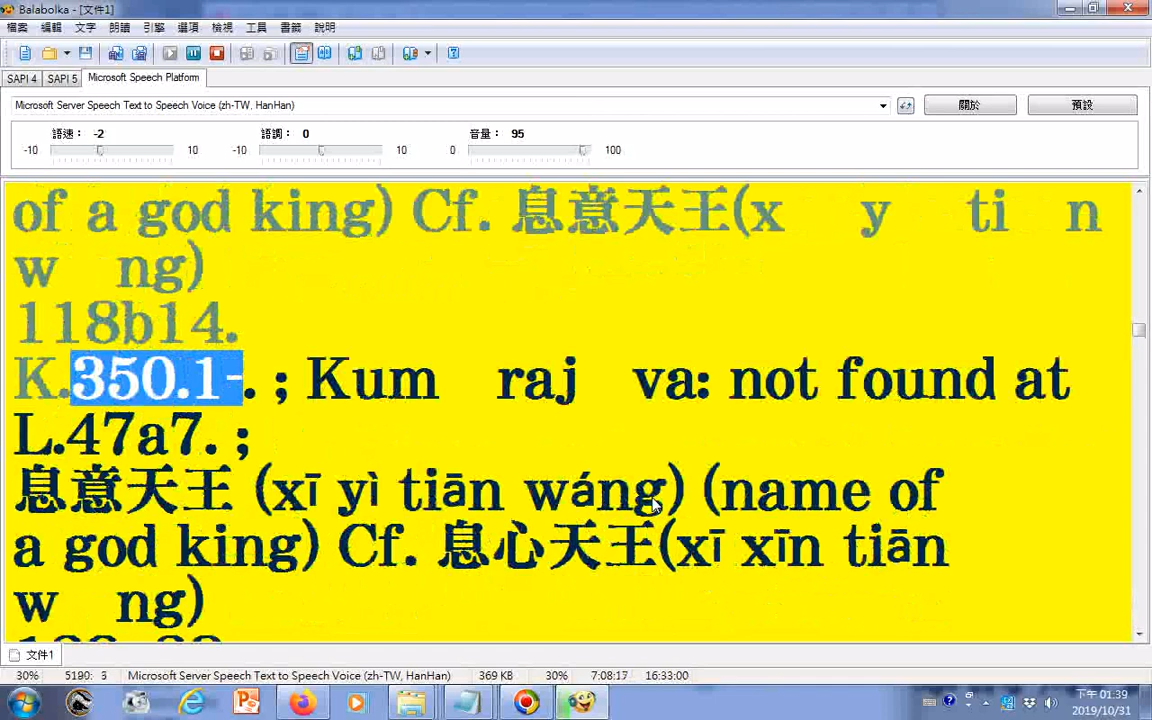 Balabolka - [文件1]
檔案 編輯 文字 朗讀 引擎 選項 檢視 工具 書籤 說明
SAPI 4 SAPI 5 Microsoft Speech Platform
Microsoft Server Speech Text to Speech Voice (zh-TW, HanHan) 關於 預設
語速： -2 語調： 0 音量： 95
-10 10 -10 10 0 100
of a god king) Cf. 息意天王(x y ti n
w ng)
118b14.
K.350.1-. ; Kum raj va: not found at
L.47a7. ;
息意天王 (xī yì tiān wáng) (name of
a god king) Cf. 息心天王(xī xīn tiān
w ng)
文件1
30% 5190: 3 Microsoft Server Speech Text to Speech Voice (zh-TW, HanHan) 369 KB 30% 7:08:17 16:33:00
下午 01:39
2019/10/31